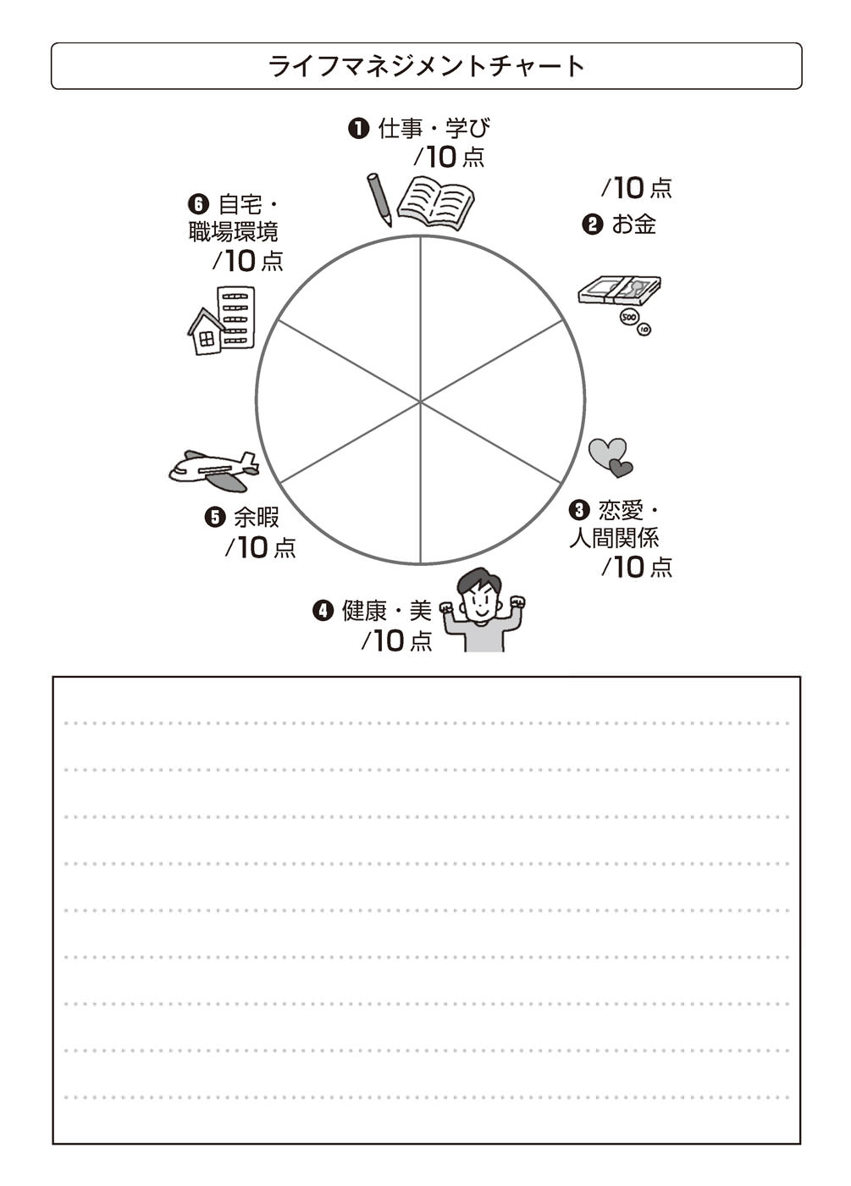 ライフマネジメントチャート
❶ 仕事・学び
/10点
/10点
❷ お金
500
10
❸ 恋愛・
人間関係
/10点
❹ 健康・美
/10点
❺ 余暇
/10点
❻ 自宅・
職場環境
/10点